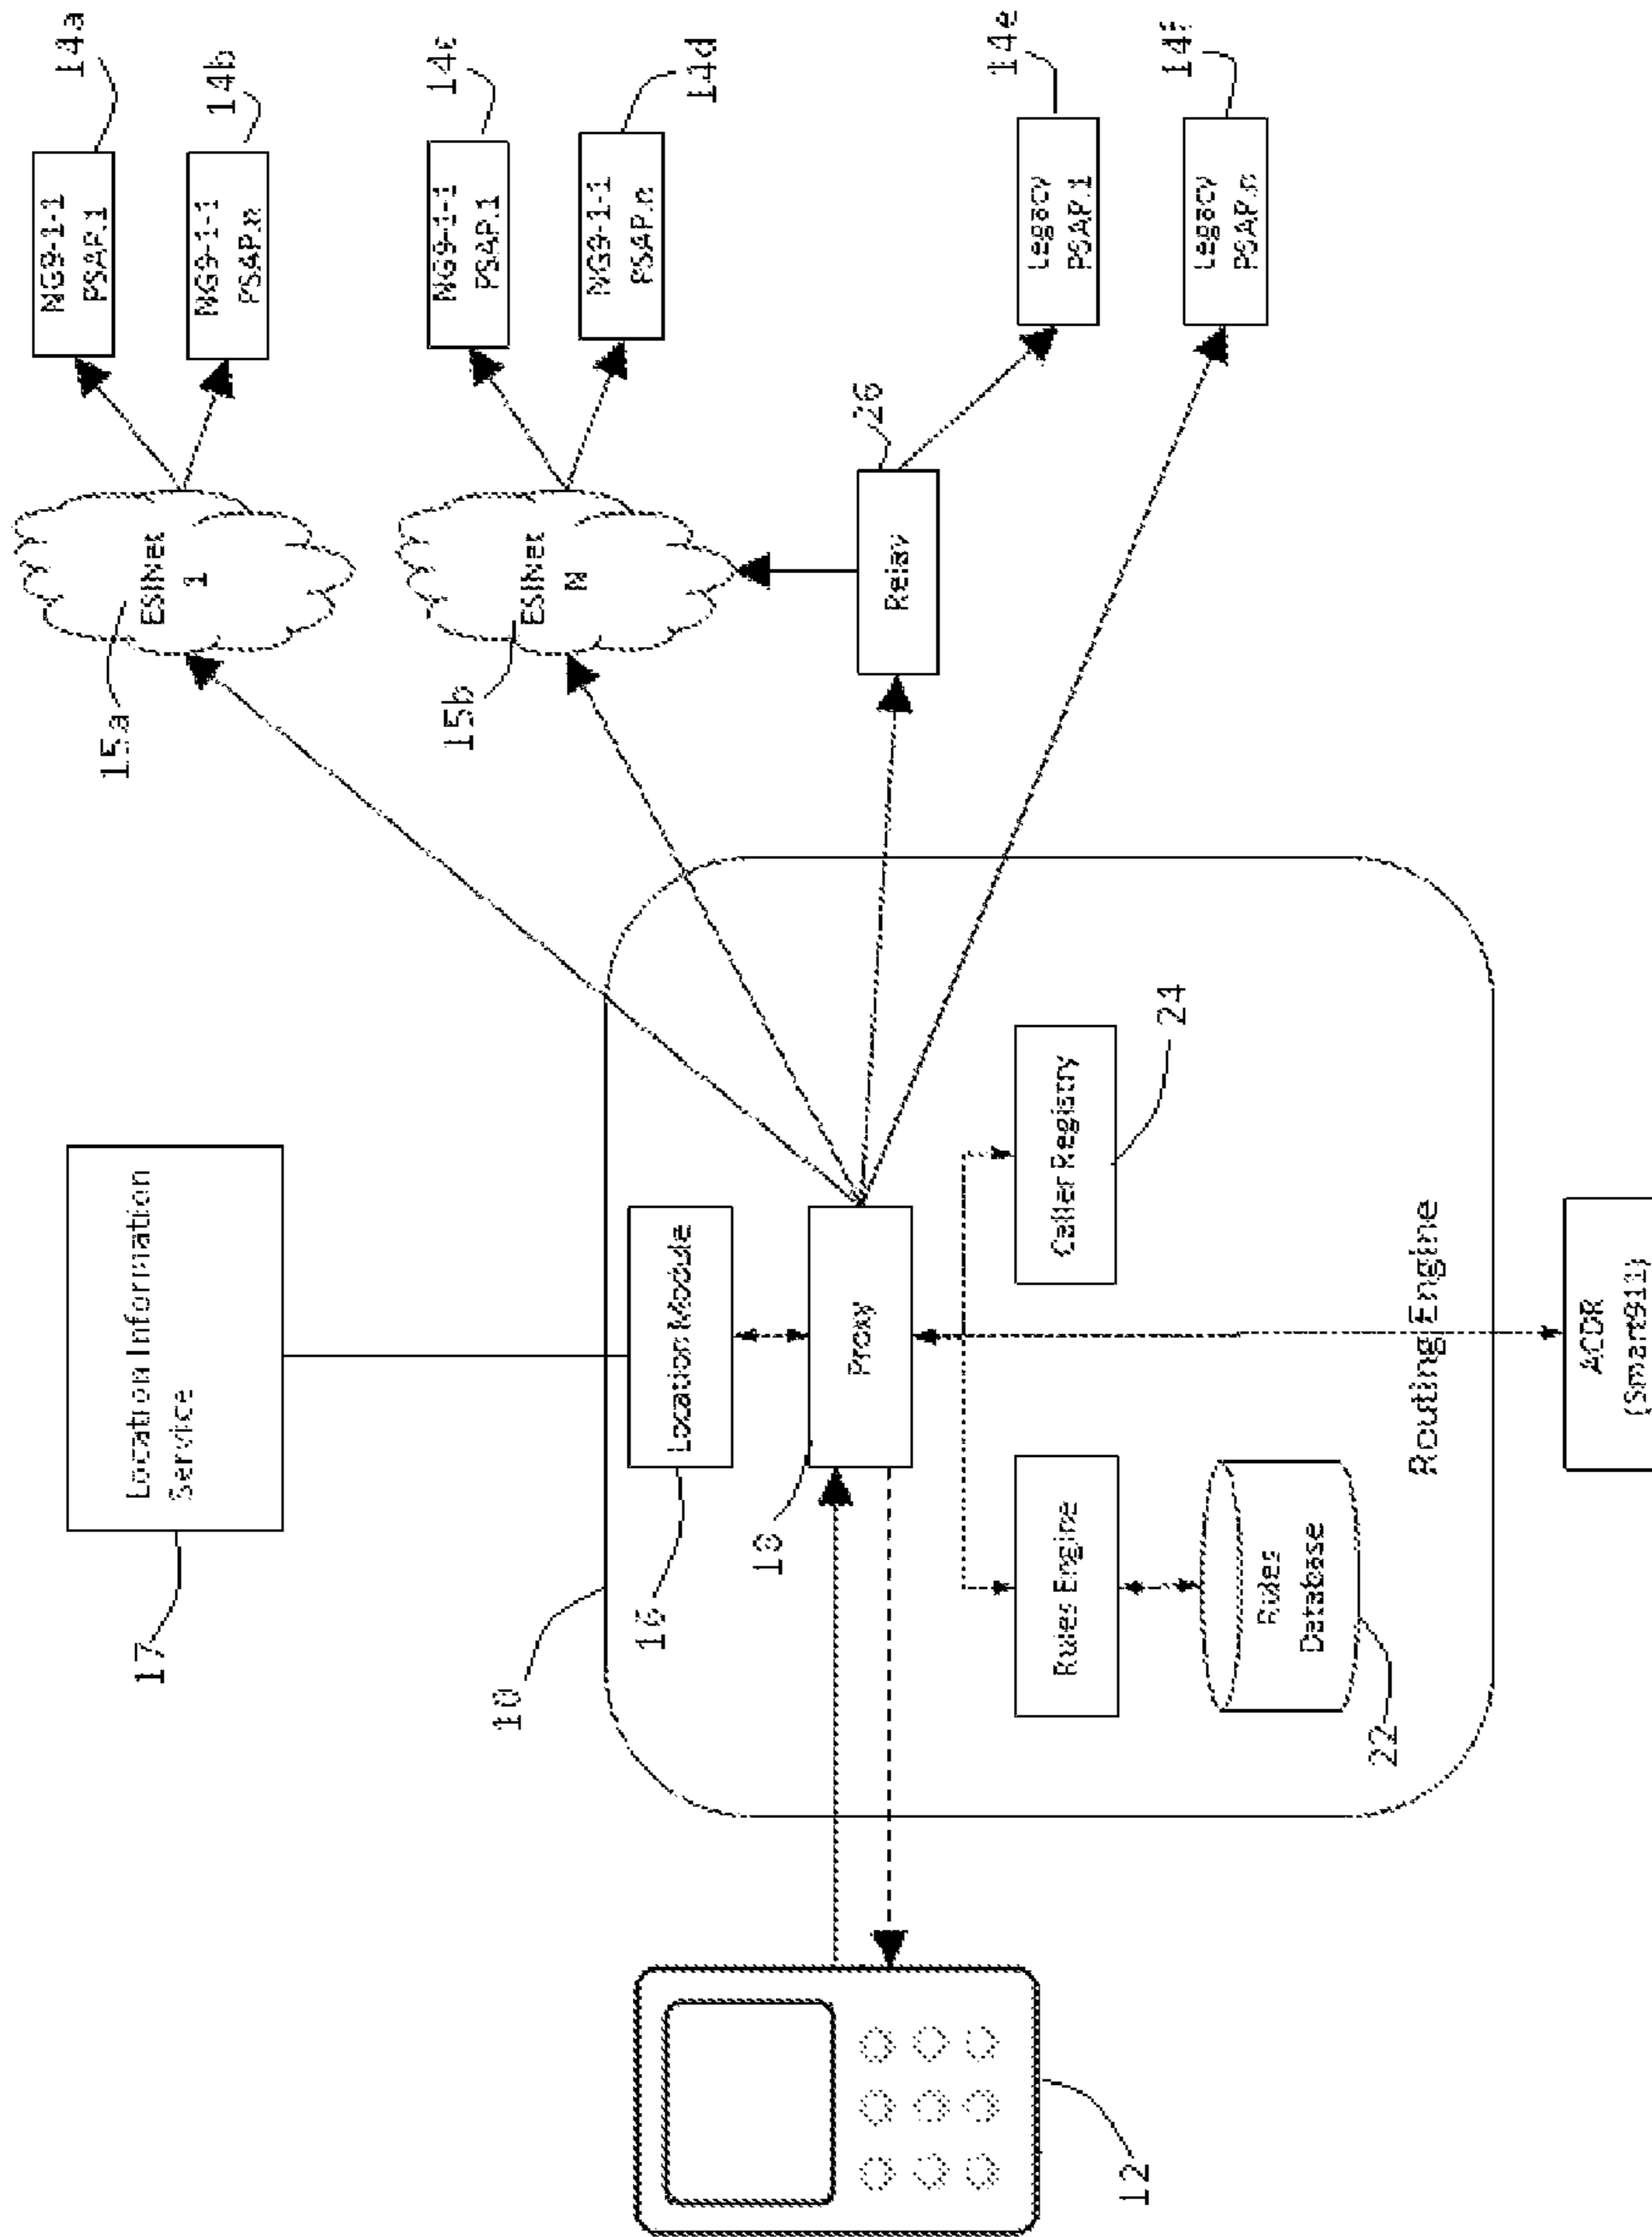 17
Location Information
Service
15a
ESINet
1
NG9-1-1
PSAP.1
14a
NG9-1-1
PSAP.n
14b
15b
ESINet
N
NG9-1-1
PSAP.1
14c
NG9-1-1
PSAP.n
14d
10
16
Location Module
18
Proxy
Relay
26
Legacy
PSAP.1
14e
Legacy
PSAP.n
14f
12
Rules Engine
Caller Registry
24
Rules
Database
22
Routing Engine
ACDR
(Smart911)